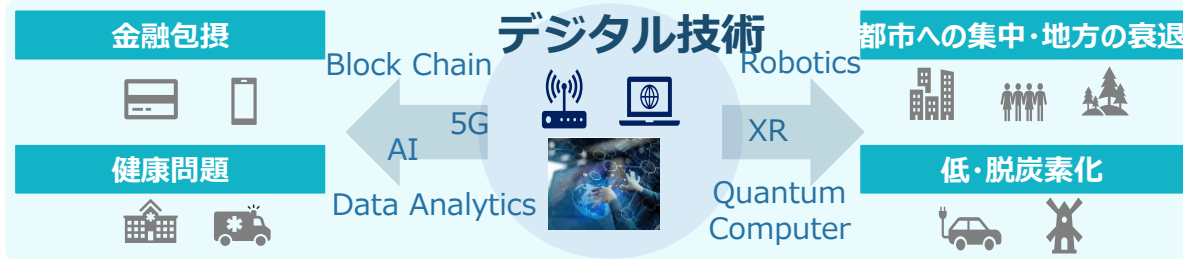 金融包摂
健康問題
デジタル技術
Block Chain
5G
AI
Data Analytics
Robotics
XR
Quantum
Computer
都市への集中・地方の衰退
低・脱炭素化